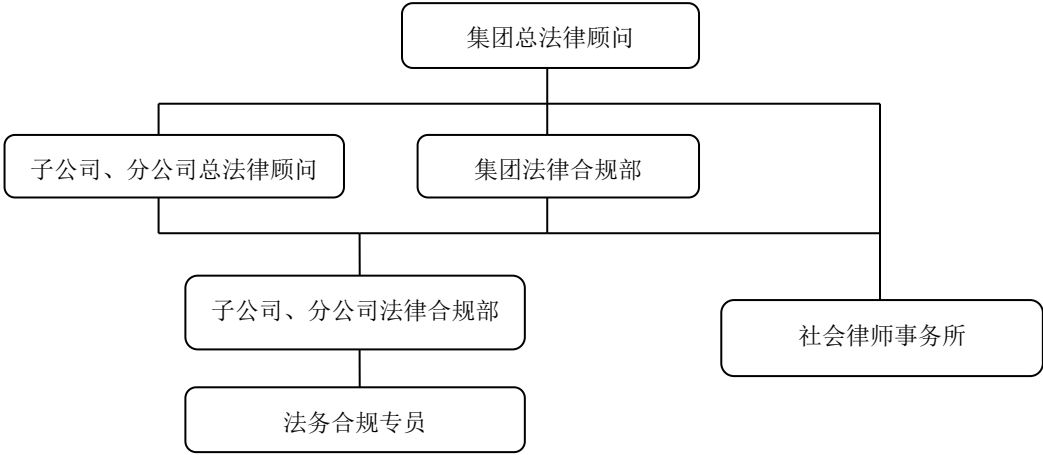 集团总法律顾问
子公司、分公司总法律顾问
集团法律合规部
子公司、分公司法律合规部
社会律师事务所
法务合规专员